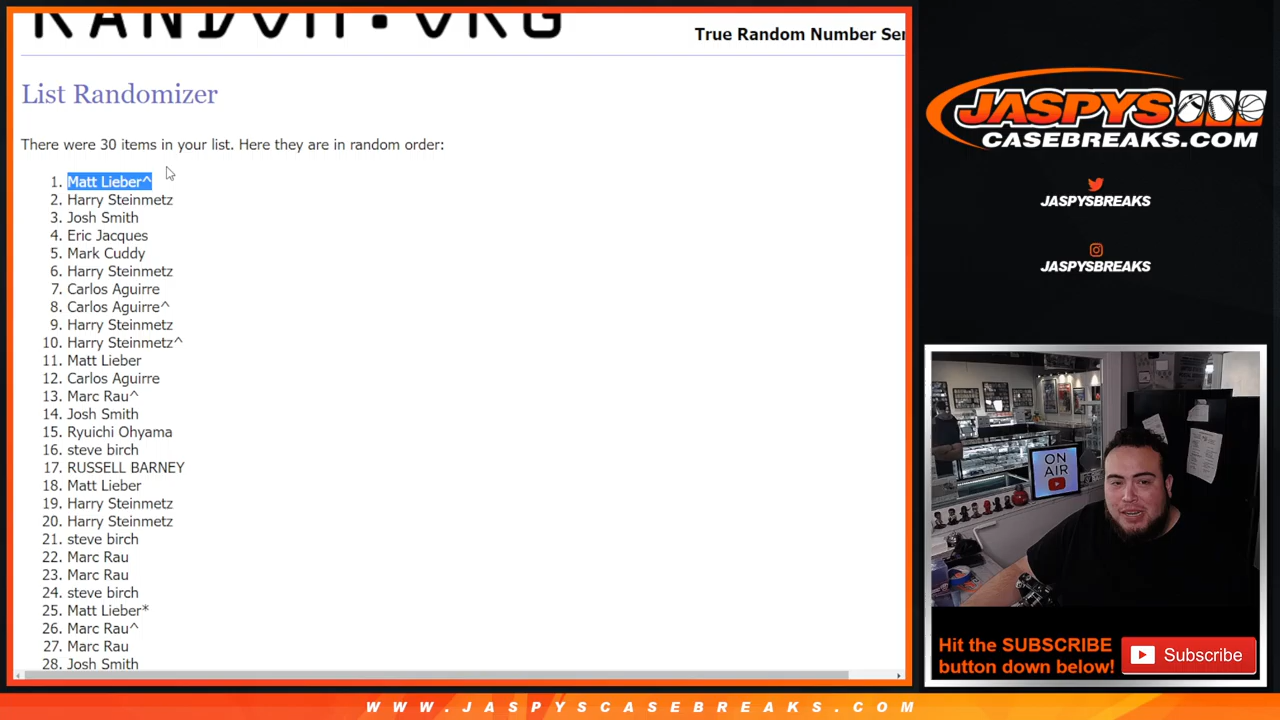 RANDOM.ORG
True Random Number Ser
List Randomizer
There were 30 items in your list. Here they are in random order:
1. Matt Lieber^
2. Harry Steinmetz
3. Josh Smith
4. Eric Jacques
5. Mark Cuddy
6. Harry Steinmetz
7. Carlos Aguirre
8. Carlos Aguirre^
9. Harry Steinmetz
10. Harry Steinmetz^
11. Matt Lieber
12. Carlos Aguirre
13. Marc Rau^
14. Josh Smith
15. Ryuichi Ohyama
16. steve birch
17. RUSSELL BARNEY
18. Matt Lieber
19. Harry Steinmetz
20. Harry Steinmetz
21. steve birch
22. Marc Rau
23. Marc Rau
24. steve birch
25. Matt Lieber*
26. Marc Rau^
27. Marc Rau
28. Josh Smith
JASPYS
CASEBREAKS.COM
JASPYSBREAKS
JASPYSBREAKS
ON
AIR
Hit the SUBSCRIBE
button down below!
Subscribe
WWW.JASPYSCASEBREAKS.COM